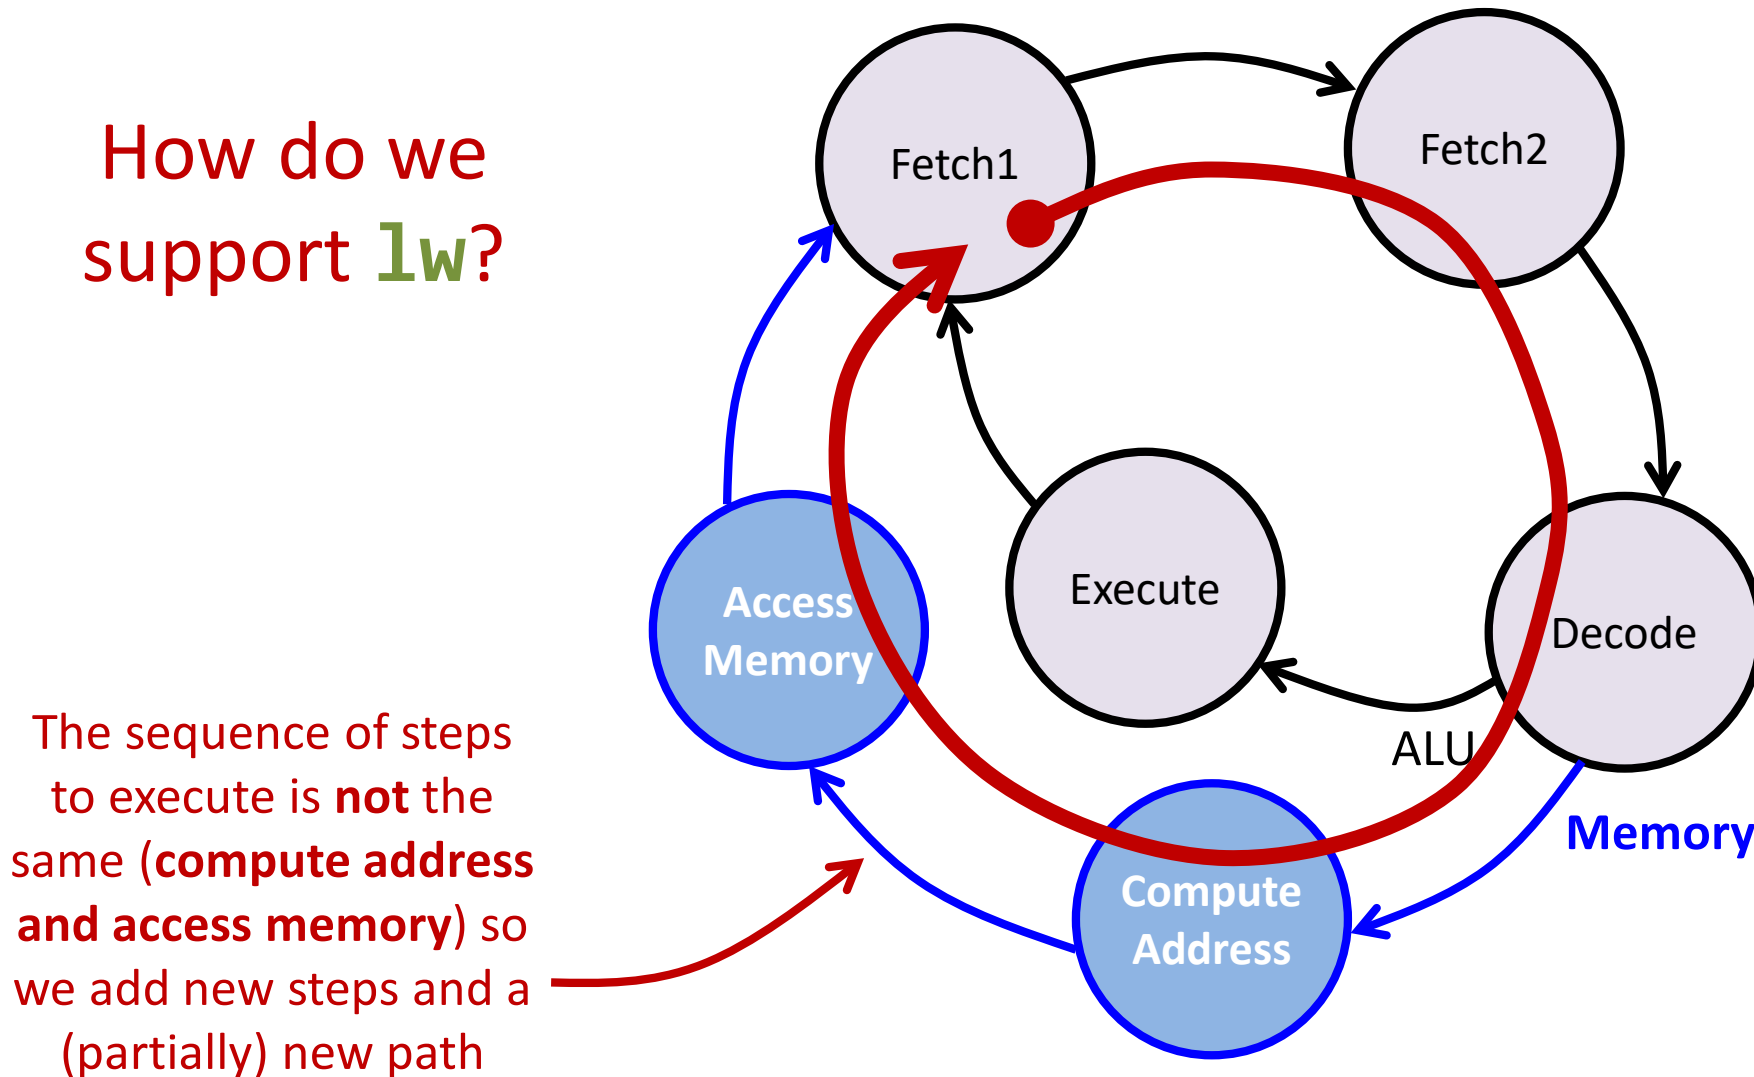 How do we
support lw?
Fetch1
Fetch2
Execute
Decode
Access
Memory
ALU
Memory
Compute
Address
The sequence of steps
to execute is not the
same (compute address
and access memory) so
we add new steps and a
(partially) new path